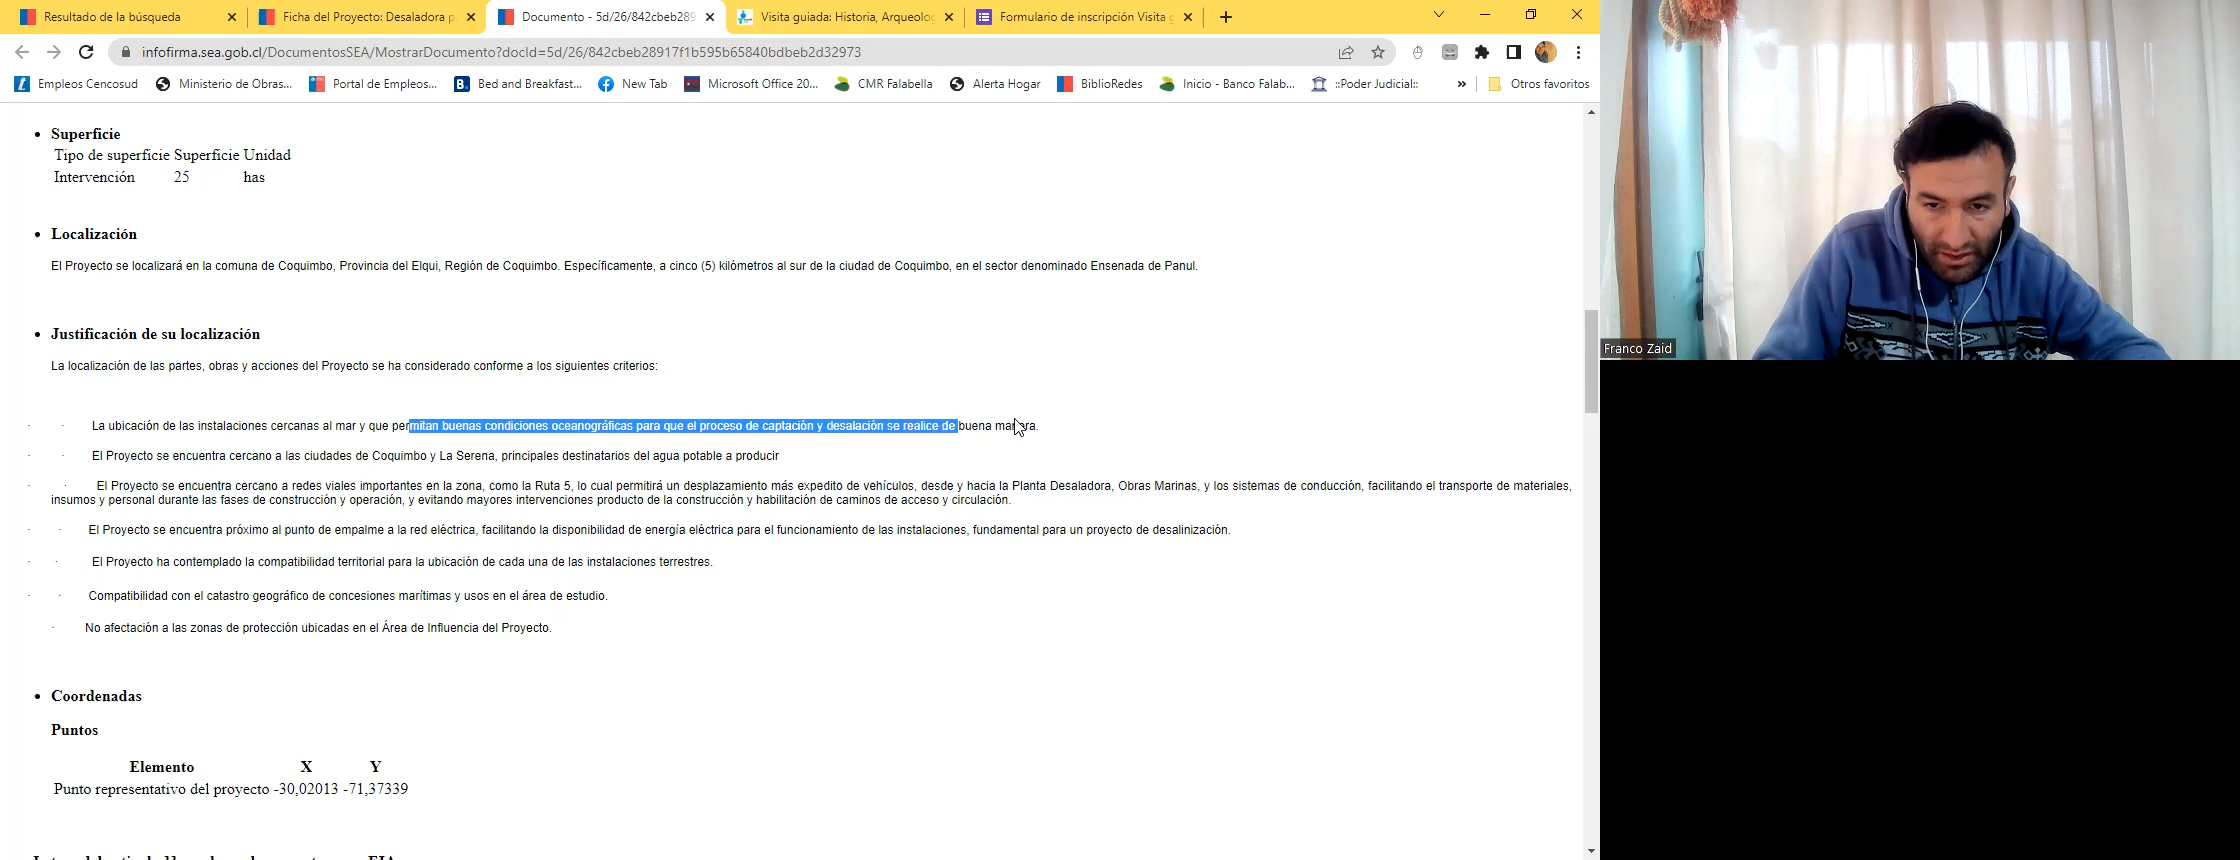 Resultado de la búsqueda
Ficha del Proyecto: Desaladora p
Documento - 5d/26/842cbeb289
Visita guiada: Historia, Arqueolog
Formulario de inscripción Visita g
infofirma.sea.gob.cl/DocumentosSEA/MostrarDocumento?docId=5d/26/842cbeb28917f1b595b65840bdbeb2d32973
Empleos Cencosud
Ministerio de Obras...
Portal de Empleos...
Bed and Breakfast...
New Tab
Microsoft Office 20...
CMR Falabella
Alerta Hogar
BiblioRedes
Inicio - Banco Falab...
::Poder Judicial::
»
Otros favoritos
Superficie
Tipo de superficie Superficie Unidad
Intervención 25 has
Localización
El Proyecto se localizará en la comuna de Coquimbo, Provincia del Elqui, Región de Coquimbo. Específicamente, a cinco (5) kilómetros al sur de la ciudad de Coquimbo, en el sector denominado Ensenada de Panul.
Justificación de su localización
La localización de las partes, obras y acciones del Proyecto se ha considerado conforme a los siguientes criterios:
La ubicación de las instalaciones cercanas al mar y que permitan buenas condiciones oceanográficas para que el proceso de captación y desalación se realice de buena manera.
El Proyecto se encuentra cercano a las ciudades de Coquimbo y La Serena, principales destinatarios del agua potable a producir
El Proyecto se encuentra cercano a redes viales importantes en la zona, como la Ruta 5, lo cual permitirá un desplazamiento más expedito de vehículos, desde y hacia la Planta Desaladora, Obras Marinas, y los sistemas de conducción, facilitando el transporte de materiales,
insumos y personal durante las fases de construcción y operación, y evitando mayores intervenciones producto de la construcción y habilitación de caminos de acceso y circulación.
El Proyecto se encuentra próximo al punto de empalme a la red eléctrica, facilitando la disponibilidad de energía eléctrica para el funcionamiento de las instalaciones, fundamental para un proyecto de desalinización.
El Proyecto ha contemplado la compatibilidad territorial para la ubicación de cada una de las instalaciones terrestres.
Compatibilidad con el catastro geográfico de concesiones marítimas y usos en el área de estudio.
No afectación a las zonas de protección ubicadas en el Área de Influencia del Proyecto.
Coordenadas
Puntos
Elemento X Y
Punto representativo del proyecto -30,02013 -71,37339
Franco Zaid